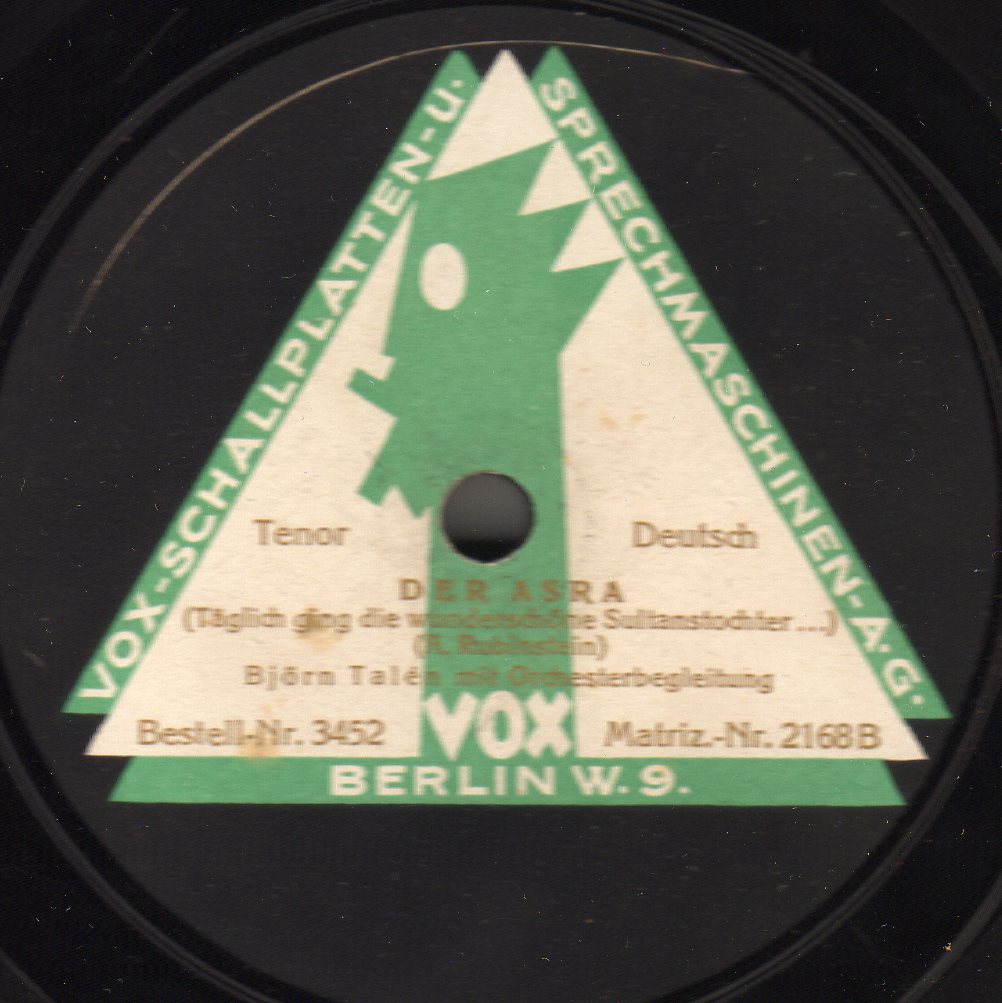 VOX-SCHALLPLATTEN-U.
SPRECHMASCHINEN-A.G.
Tenor
Deutsch
DER ASRA
(Täglich ging die wunderschöne Sultanstochter ...)
(A. Rubinstein)
Björn Talén mit Orchesterbegleitung
Bestell-Nr. 3452
VOX
Matriz.-Nr. 2168 B
BERLIN W. 9.